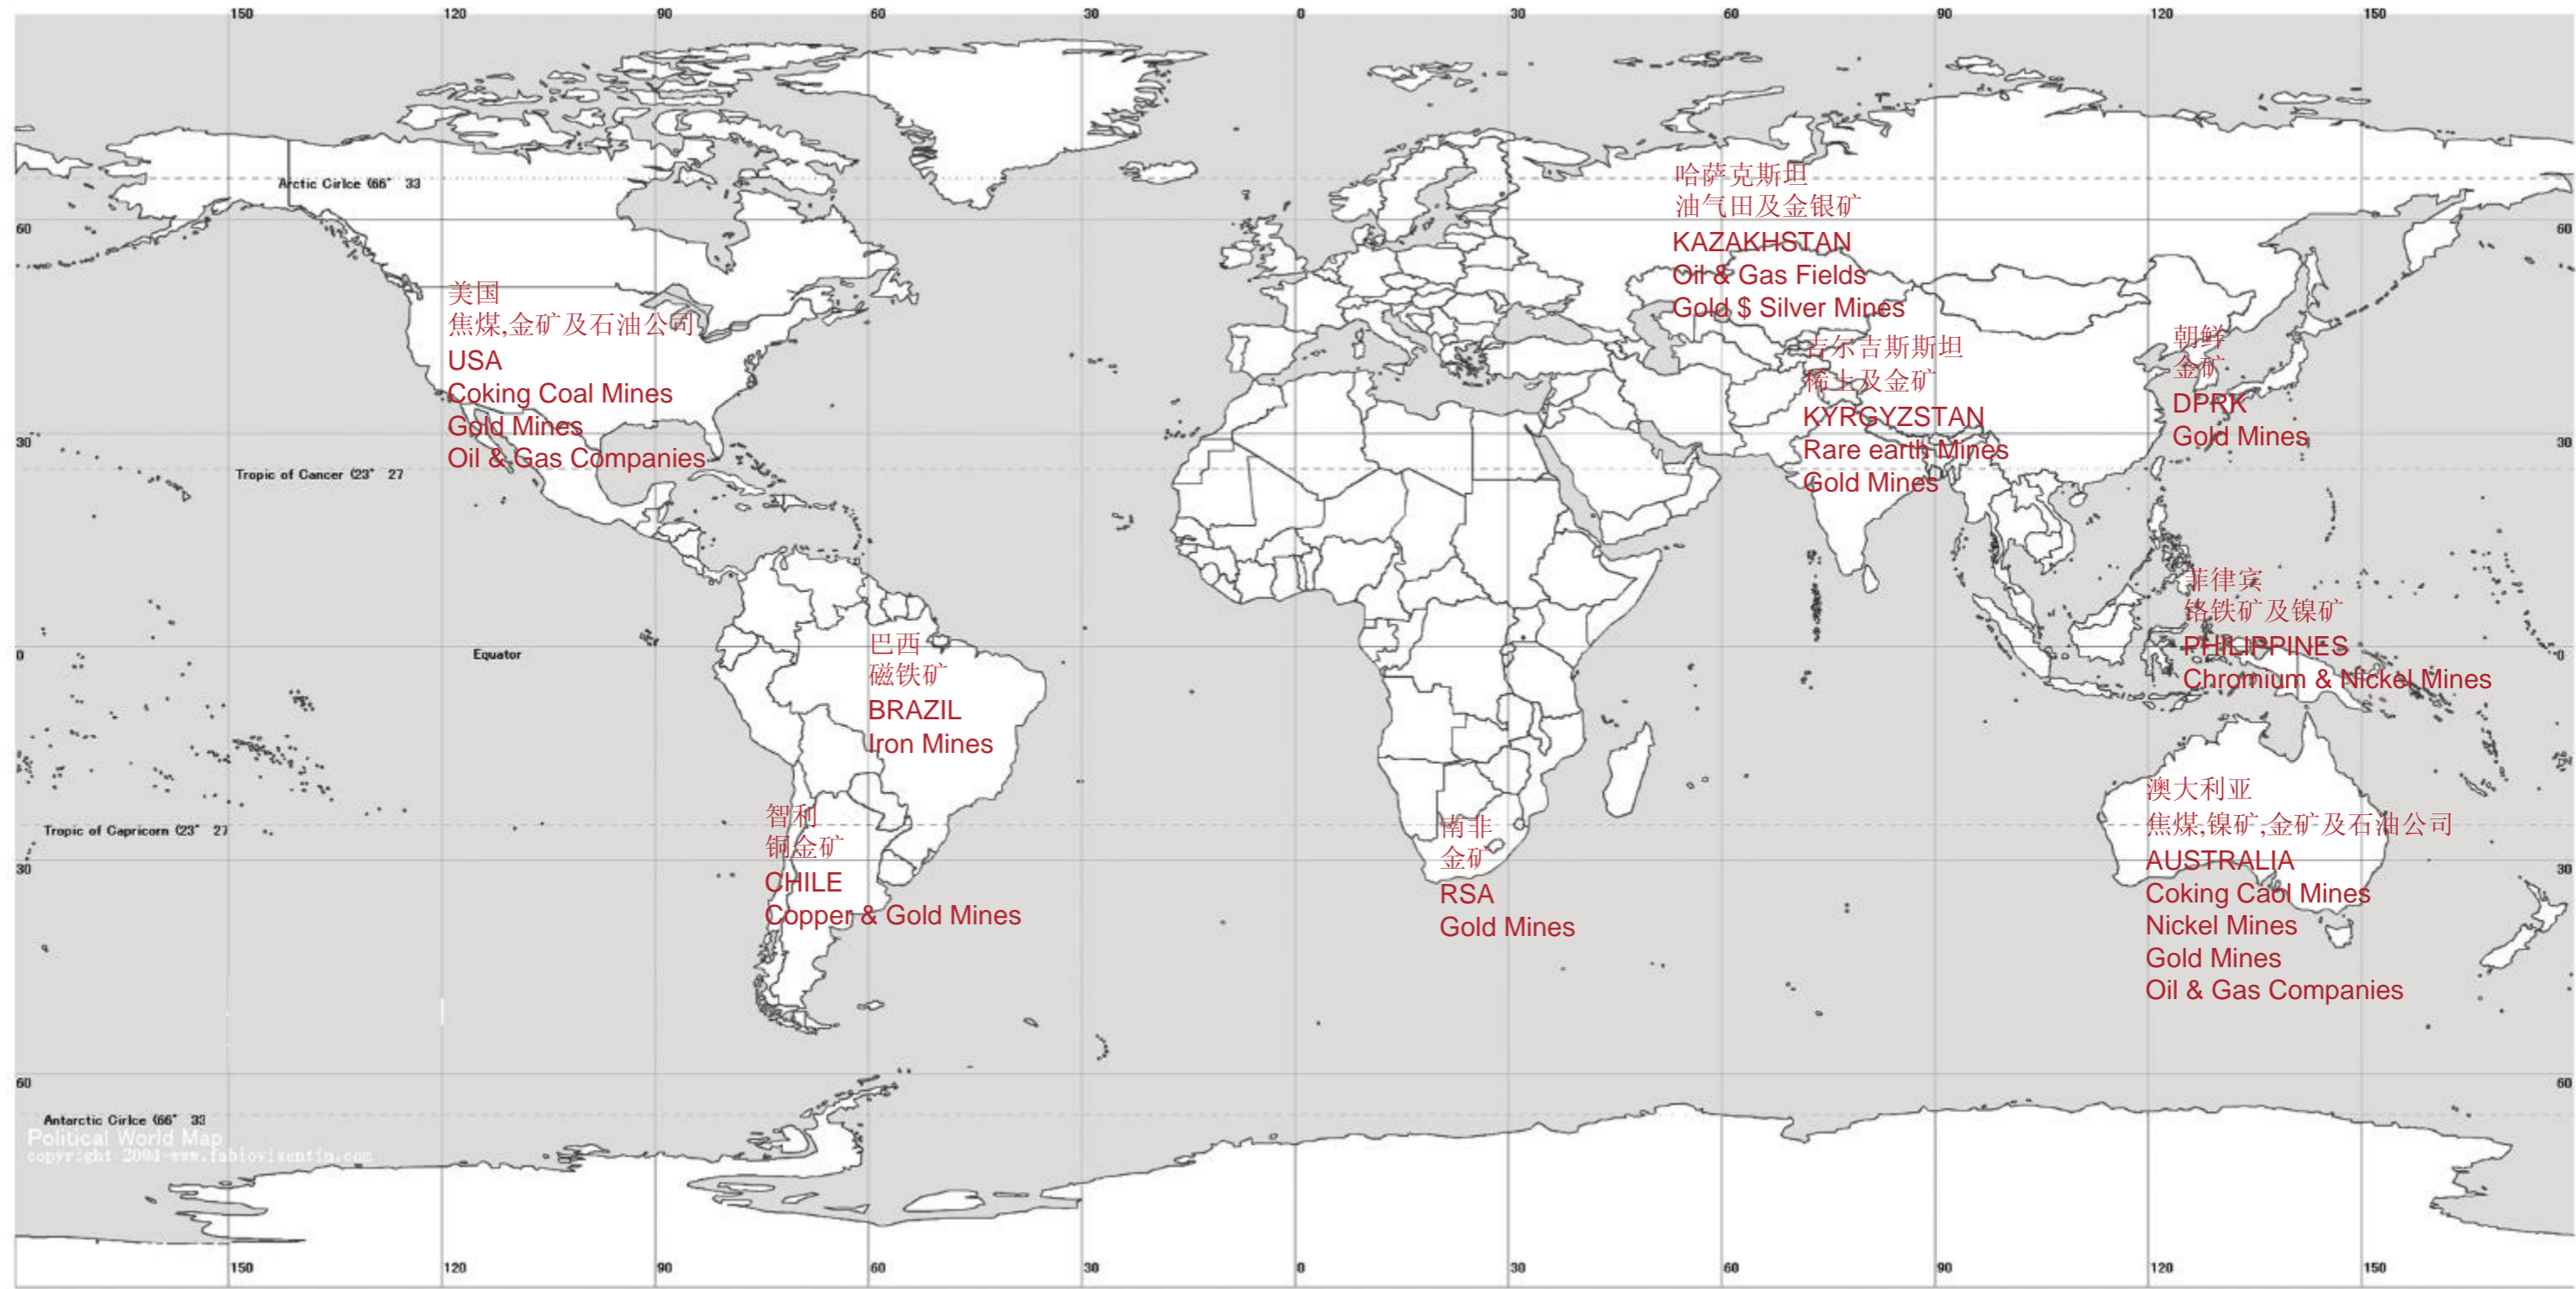 150 120 90 60 30 0 30 60 90 120 150
哈萨克斯坦
油气田及金银矿
KAZAKHSTAN
Oil & Gas Fields
Gold $ Silver Mines
Arctic Cirlce (66° 33
60 60
美国
焦煤,金矿及石油公司
USA
Coking Coal Mines
Gold Mines
Oil & Gas Companies
吉尔吉斯斯坦
稀土及金矿
KYRGYZSTAN
Rare earth Mines
Gold Mines
朝鲜
金矿
DPRK
Gold Mines
30 30
Tropic of Cancer (23° 27
菲律宾
铬铁矿及镍矿
PHILIPPINES
Chromium & Nickel Mines
0 Equator 0
巴西
磁铁矿
BRAZIL
Iron Mines
智利
铜金矿
CHILE
Copper & Gold Mines
南非
金矿
RSA
Gold Mines
澳大利亚
焦煤,镍矿,金矿及石油公司
AUSTRALIA
Coking Caol Mines
Nickel Mines
Gold Mines
Oil & Gas Companies
Tropic of Capricorn (23° 27
30 30
60 60
Antarctic Cirlce (66° 33
Political World Map
copyright 2004-www.fabiovisentin.com
150 120 90 60 30 0 30 60 90 120 150